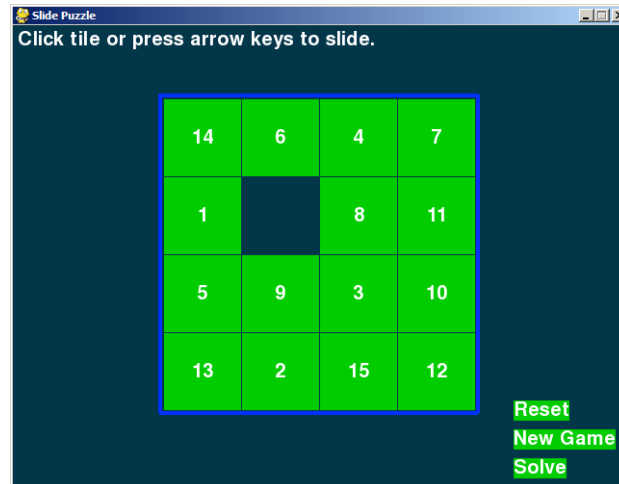 Slide Puzzle
Click tile or press arrow keys to slide.
14 6 4 7
1 8 11
5 9 3 10
13 2 15 12
Reset
New Game
Solve